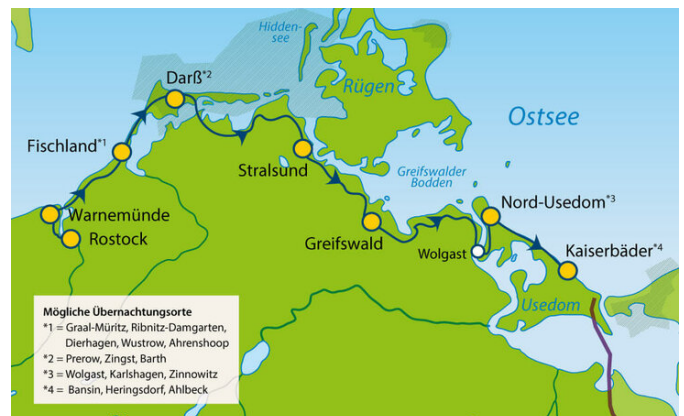 Hidden-
see
Darß*2
Rügen
Ostsee
Fischland*1
Stralsund
Greifswalder
Bodden
Nord-Usedom*3
Warnemünde
Rostock
Greifswald
Wolgast
Kaiserbäder*4
Usedom
Mögliche Übernachtungsorte
*1 = Graal-Müritz, Ribnitz-Damgarten,
Dierhagen, Wustrow, Ahrenshoop
*2 = Prerow, Zingst, Barth
*3 = Wolgast, Karlshagen, Zinnowitz
*4 = Bansin, Heringsdorf, Ahlbeck